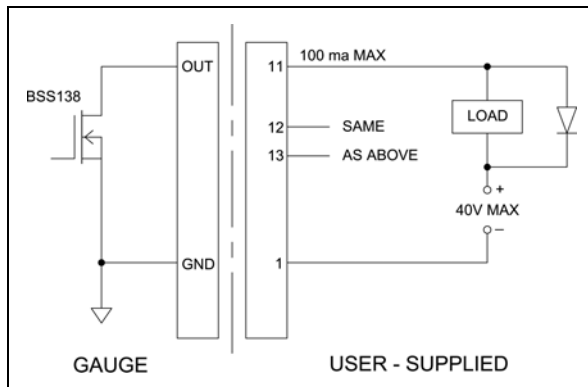 OUT
11
100 ma MAX
BSS138
LOAD
12
SAME
13
AS ABOVE
+
40V MAX
–
GND
1
GAUGE
USER - SUPPLIED